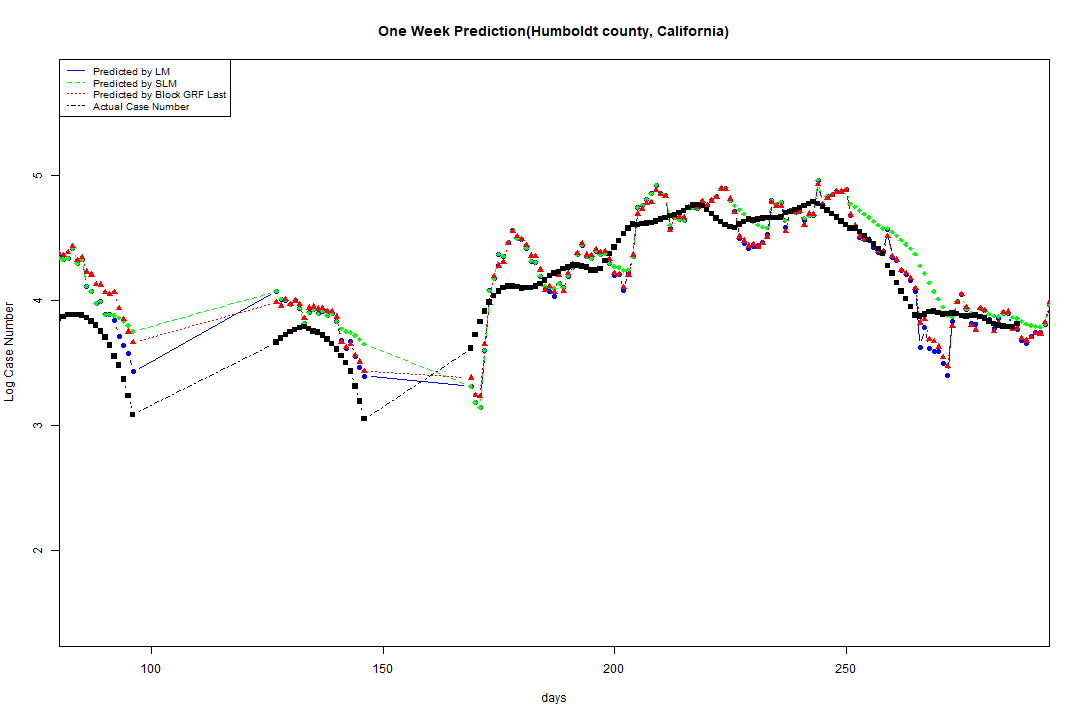 One Week Prediction(Humboldt county, California)
Predicted by LM
Predicted by SLM
Predicted by Block GRF Last
Actual Case Number
5
4
3
2
Log Case Number
100 150 200 250
days